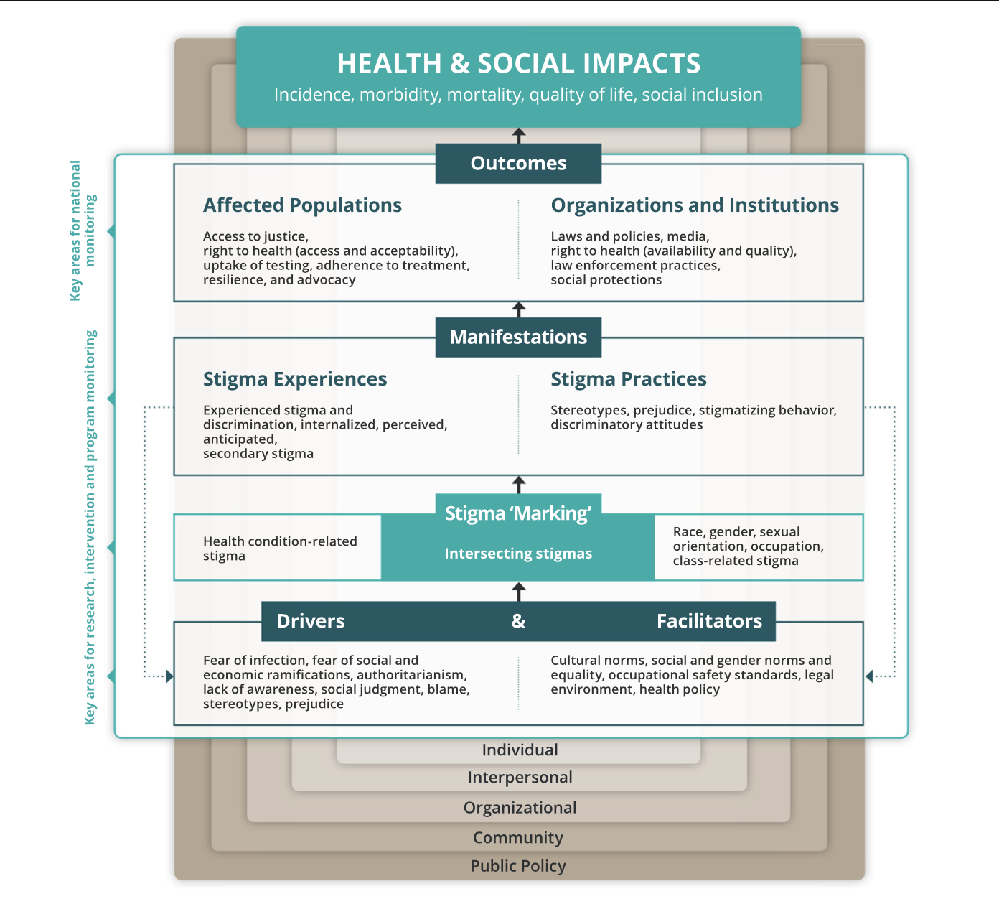 HEALTH & SOCIAL IMPACTS
Incidence, morbidity, mortality, quality of life, social inclusion
Key areas for national
monitoring
Outcomes
Affected Populations
Access to justice,
right to health (access and acceptability),
uptake of testing, adherence to treatment,
resilience, and advocacy
Organizations and Institutions
Laws and policies, media,
right to health (availability and quality),
law enforcement practices,
social protections
Key areas for research, intervention and program monitoring
Manifestations
Stigma Experiences
Experienced stigma and
discrimination, internalized, perceived,
anticipated,
secondary stigma
Stigma Practices
Stereotypes, prejudice, stigmatizing behavior,
discriminatory attitudes
Stigma ‘Marking’
Health condition-related
stigma
Intersecting stigmas
Race, gender, sexual
orientation, occupation,
class-related stigma
Drivers & Facilitators
Fear of infection, fear of social and
economic ramifications, authoritarianism,
lack of awareness, social judgment, blame,
stereotypes, prejudice
Cultural norms, social and gender norms and
equality, occupational safety standards, legal
environment, health policy
Individual
Interpersonal
Organizational
Community
Public Policy